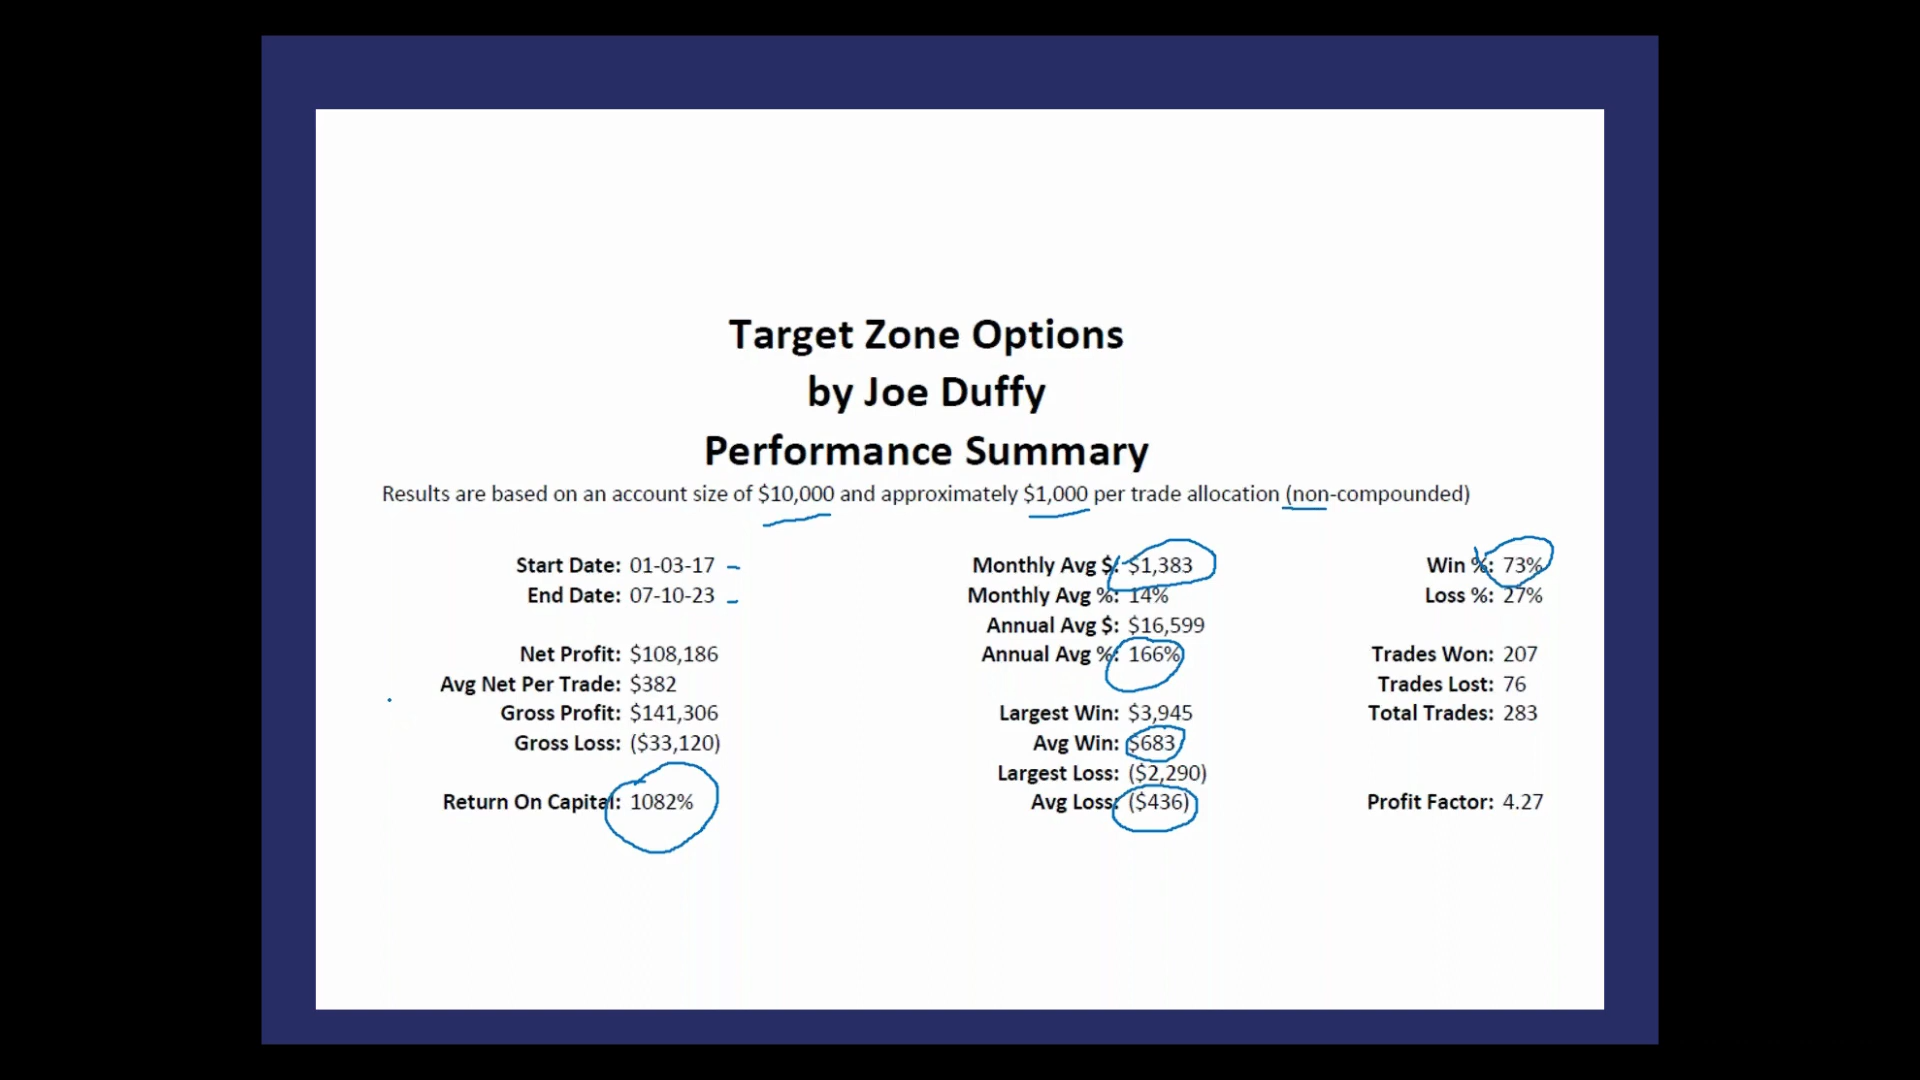 Target Zone Options
by Joe Duffy
Performance Summary
Results are based on an account size of $10,000 and approximately $1,000 per trade allocation (non-compounded)
Start Date: 01-03-17
End Date: 07-10-23
Net Profit: $108,186
Avg Net Per Trade: $382
Gross Profit: $141,306
Gross Loss: ($33,120)
Return On Capital: 1082%
Monthly Avg $: $1,383
Monthly Avg %: 14%
Annual Avg $: $16,599
Annual Avg %: 166%
Largest Win: $3,945
Avg Win: $683
Largest Loss: ($2,290)
Avg Loss: ($436)
Win %: 73%
Loss %: 27%
Trades Won: 207
Trades Lost: 76
Total Trades: 283
Profit Factor: 4.27